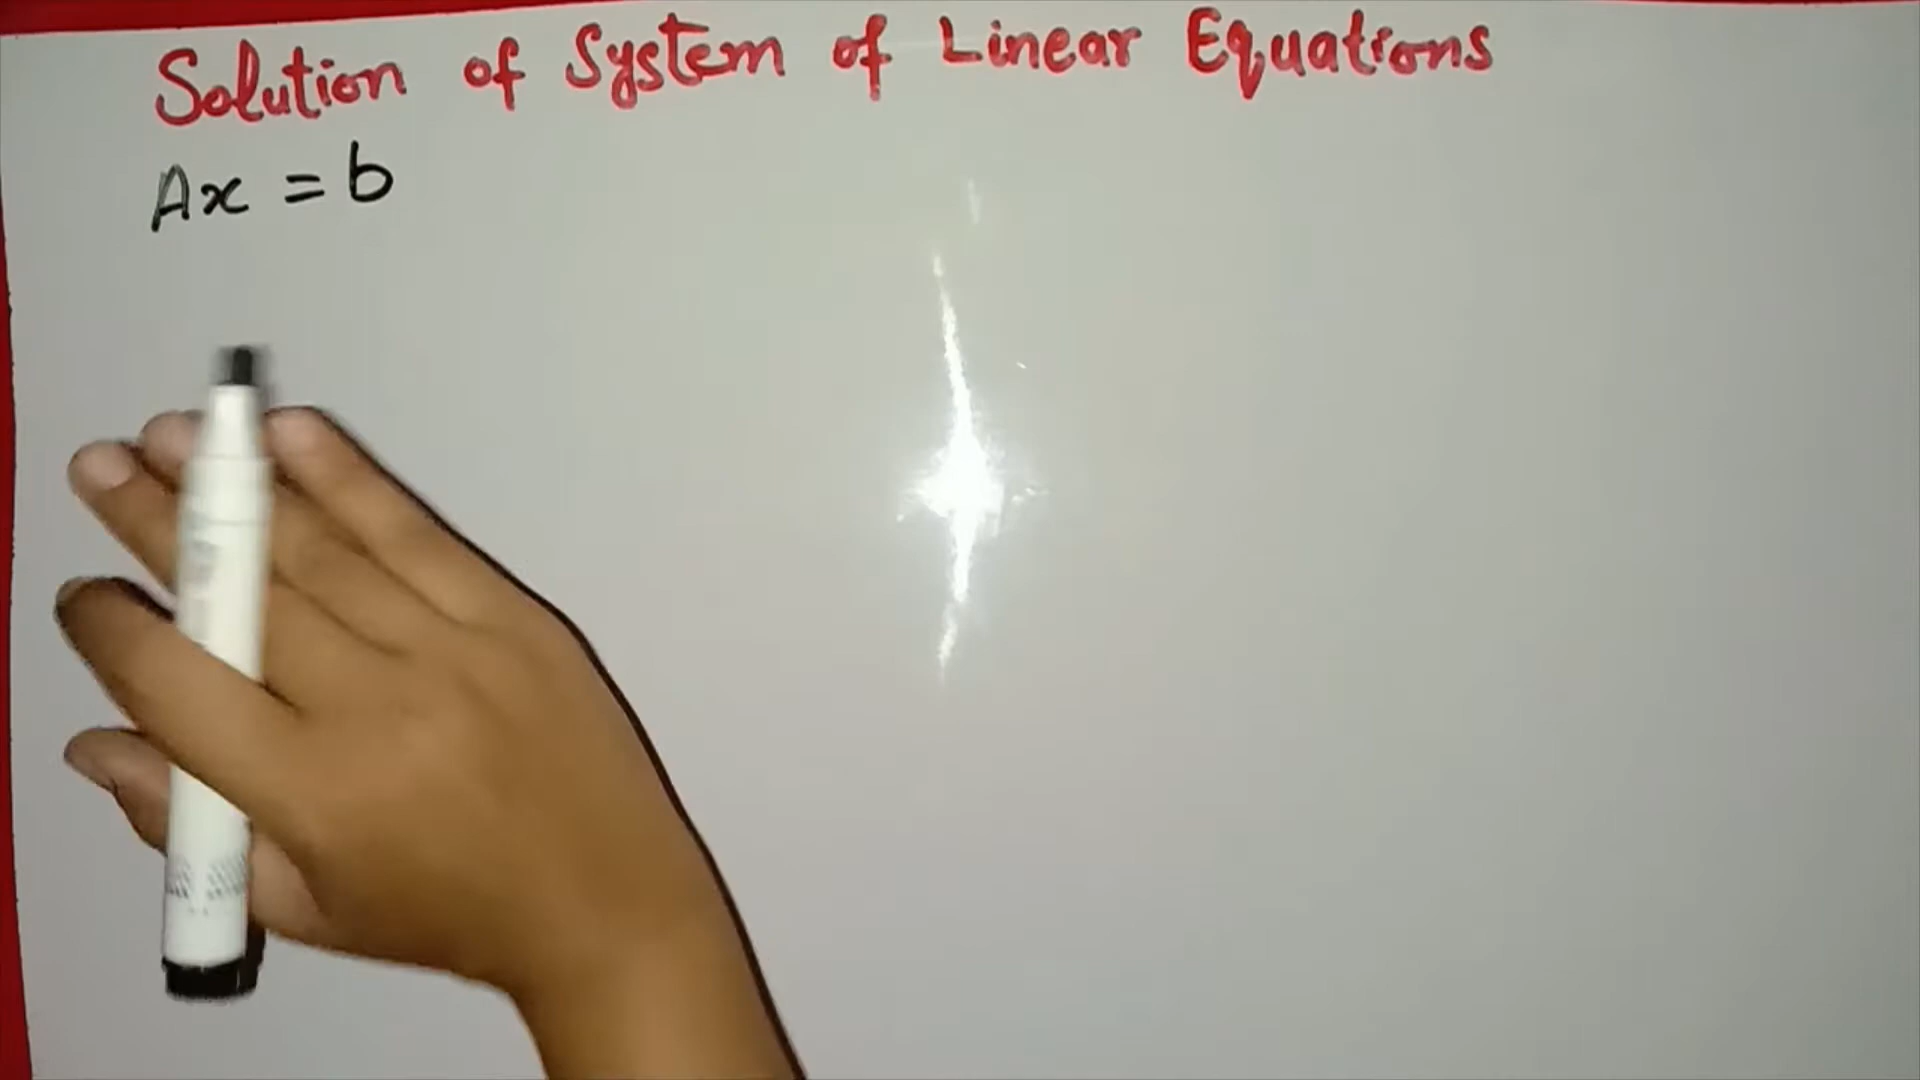 Solution of System of Linear Equations
Ax = b